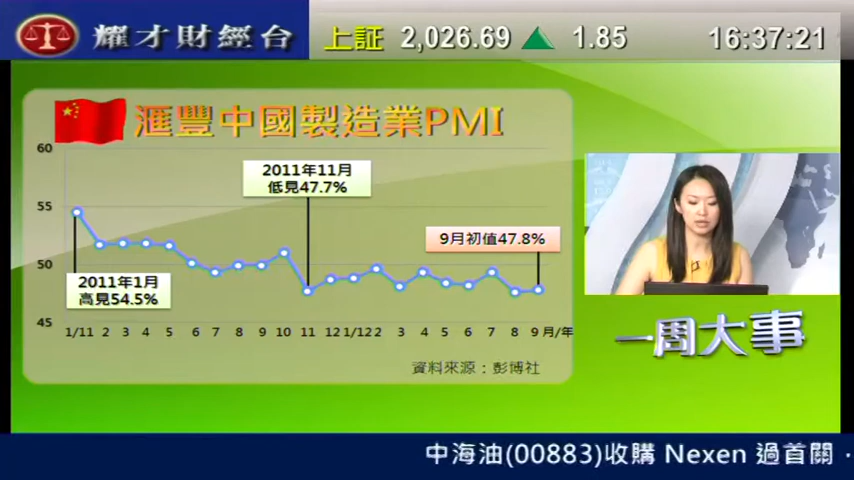 耀才財經台
上証 2,026.69 ▲ 1.85
16:37:21
滙豐中國製造業PMI
60
55
50
45
2011年11月
低見47.7%
9月初值47.8%
2011年1月
高見54.5%
1/11 2 3 4 5 6 7 8 9 10 11 12 1/12 2 3 4 5 6 7 8 9 月/年
資料來源：彭博社
一周大事
中海油(00883)收購 Nexen 過首關．